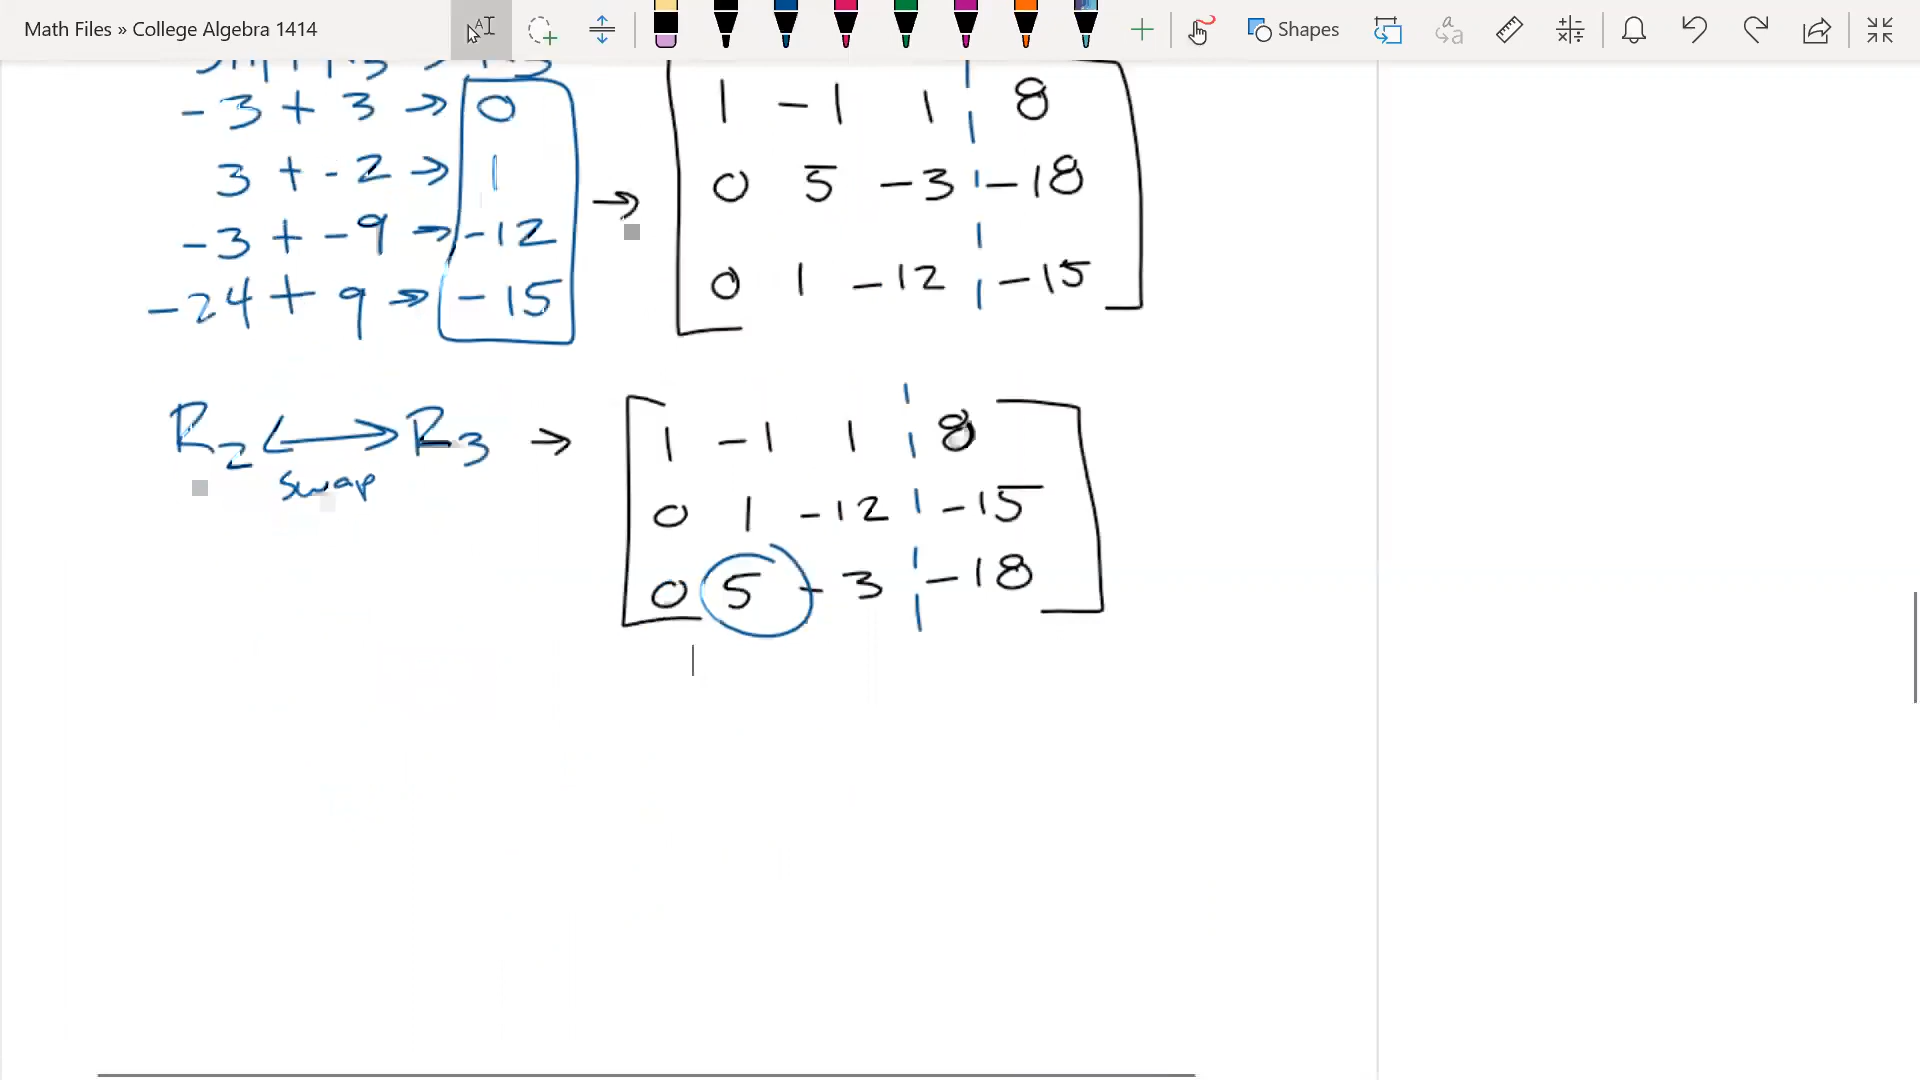 Math Files » College Algebra 1414
Shapes
-3 + 3 → 0
3 + -2 → 1
-3 + -9 → -12
-24 + 9 → -15
→
1 -1 1 ¦ 8
0 5 -3 ¦ -18
0 1 -12 ¦ -15
R₂ ⟷ R₃ →
swap
1 -1 1 ¦ 8
0 1 -12 ¦ -15
0 5 -3 ¦ -18